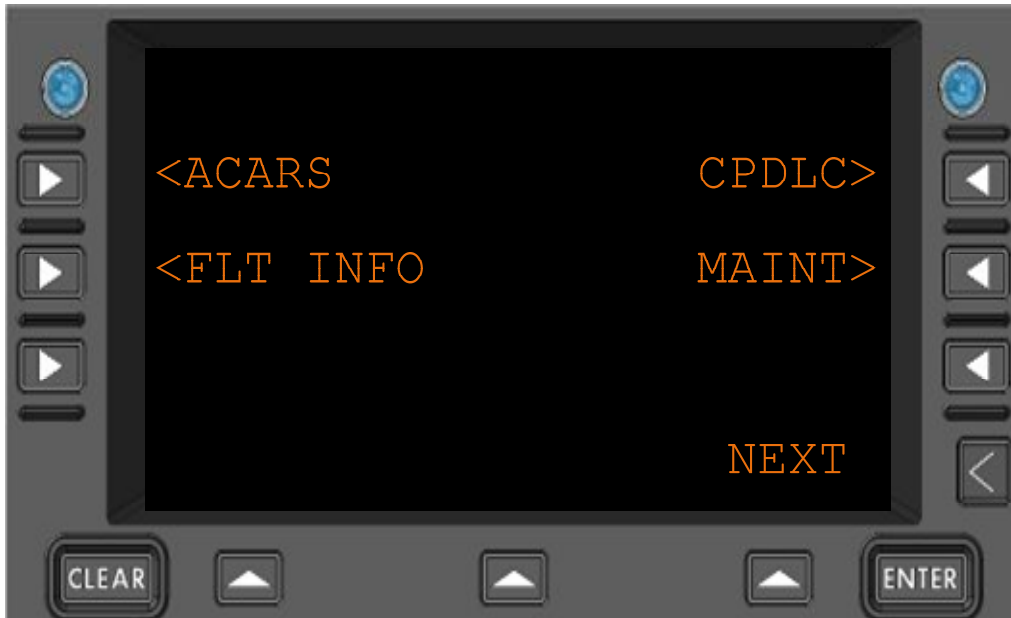 <ACARS CPDLC>
<FLT INFO MAINT>
NEXT
CLEAR ENTER